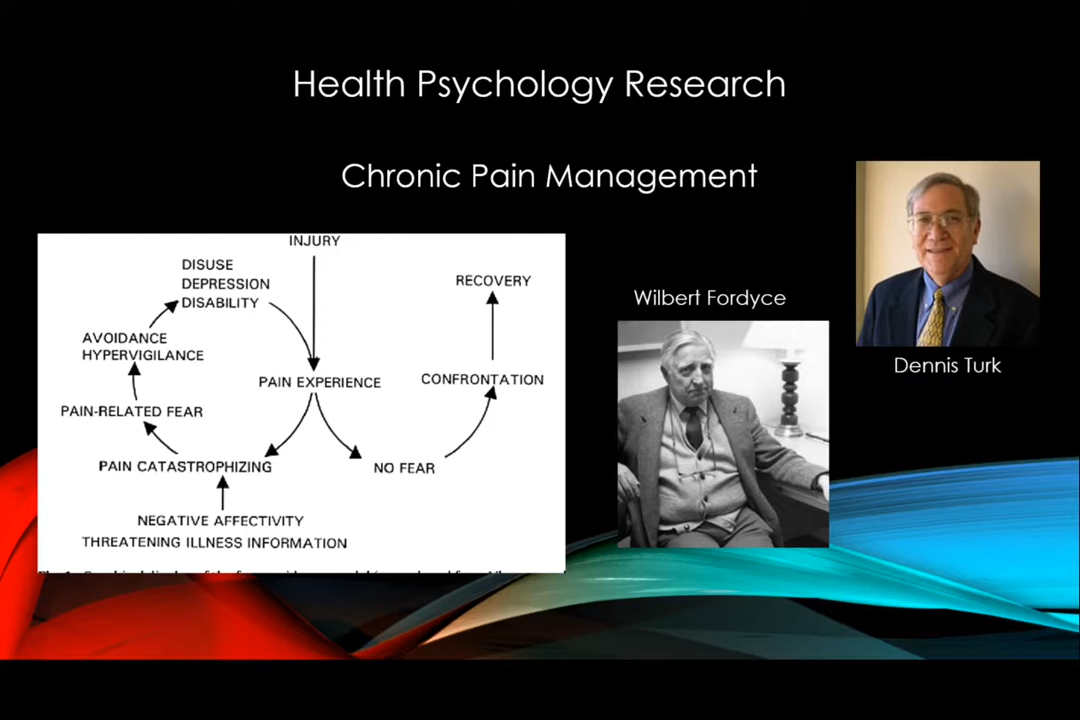 Health Psychology Research
Chronic Pain Management
INJURY
DISUSE
DEPRESSION
DISABILITY
RECOVERY
AVOIDANCE
HYPERVIGILANCE
PAIN EXPERIENCE
CONFRONTATION
PAIN-RELATED FEAR
PAIN CATASTROPHIZING
NO FEAR
NEGATIVE AFFECTIVITY
THREATENING ILLNESS INFORMATION
Wilbert Fordyce
Dennis Turk